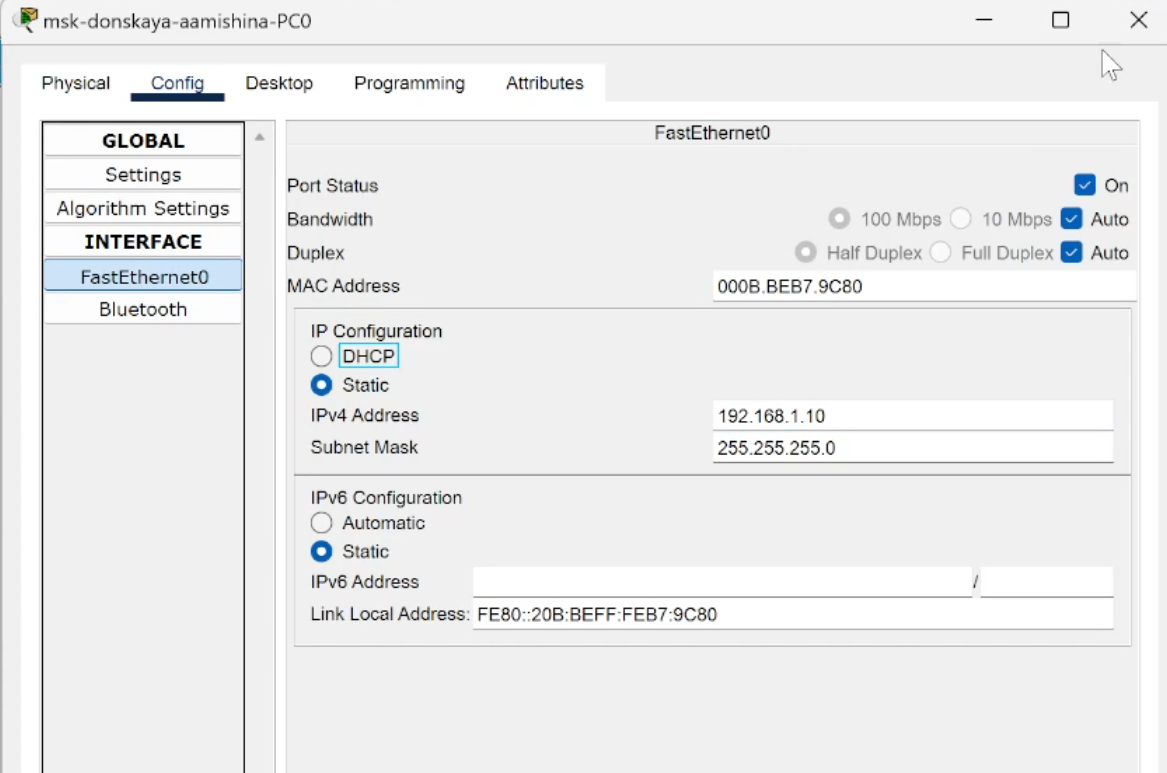 msk-donskaya-aamishina-PC0
Physical Config Desktop Programming Attributes
GLOBAL
Settings
Algorithm Settings
INTERFACE
FastEthernet0
Bluetooth
FastEthernet0
Port Status On
Bandwidth 100 Mbps 10 Mbps Auto
Duplex Half Duplex Full Duplex Auto
MAC Address 000B.BEB7.9C80
IP Configuration
DHCP
Static
IPv4 Address 192.168.1.10
Subnet Mask 255.255.255.0
IPv6 Configuration
Automatic
Static
IPv6 Address /
Link Local Address: FE80::20B:BEFF:FEB7:9C80